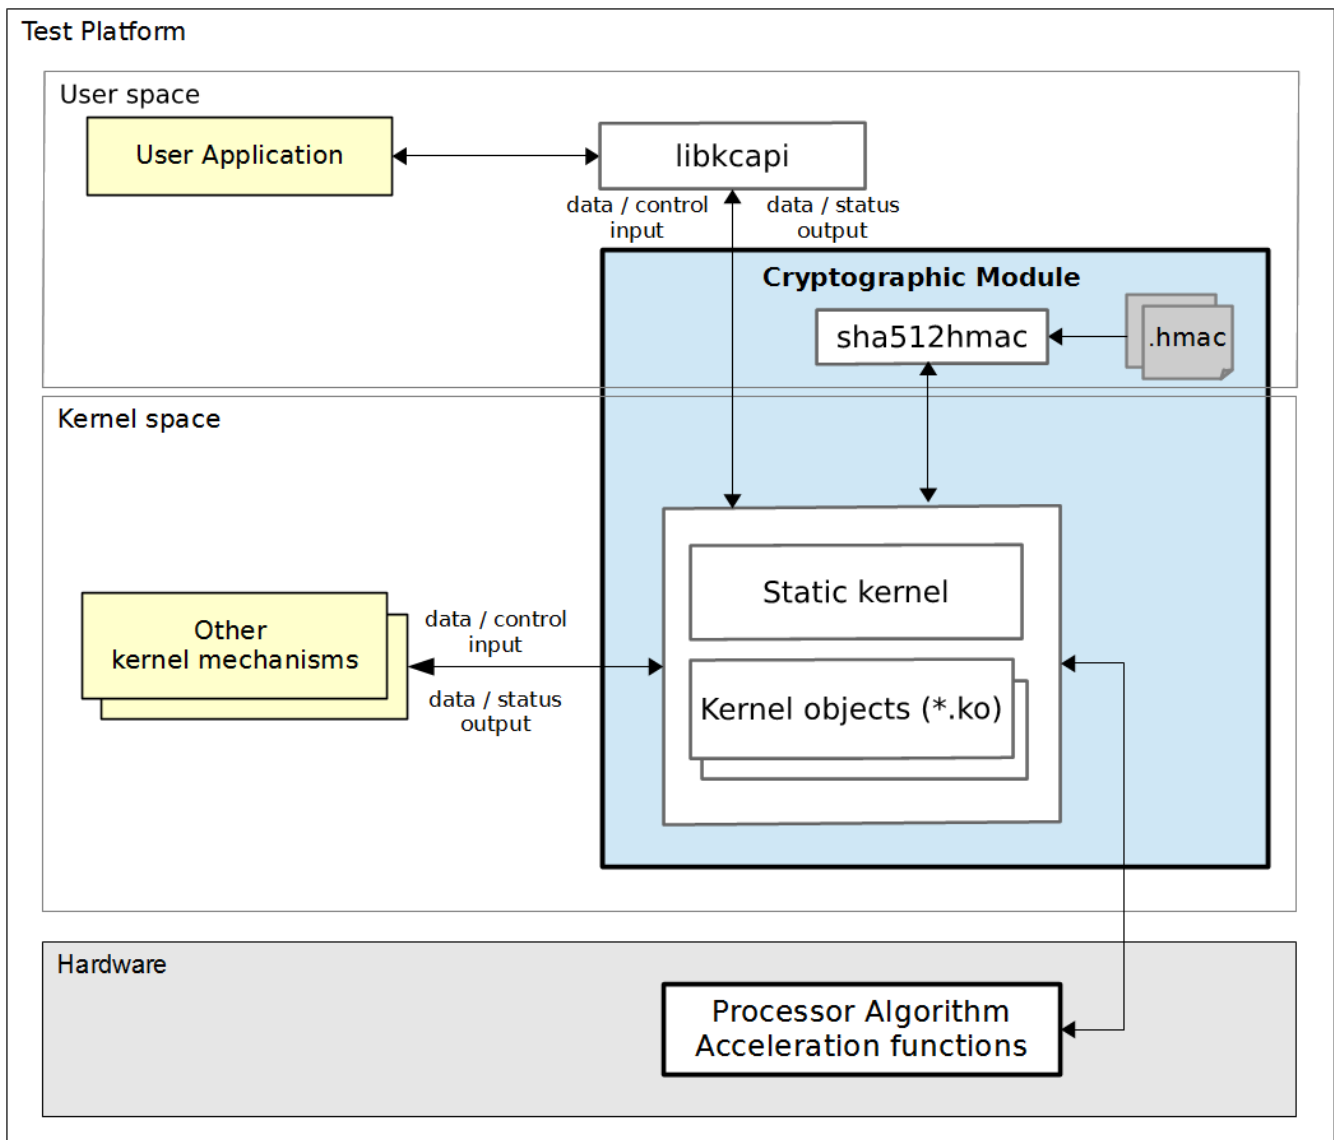 Test Platform
User space
User Application
libkcapi
data / control
input
data / status
output
Cryptographic Module
sha512hmac
.hmac
Kernel space
Static kernel
Other
kernel mechanisms
data / control
input
data / status
output
Kernel objects (*.ko)
Hardware
Processor Algorithm
Acceleration functions